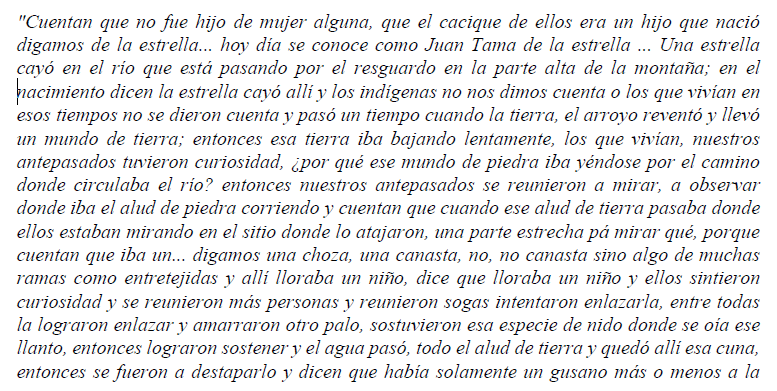 "Cuentan que no fue hijo de mujer alguna, que el cacique de ellos era un hijo que nació
digamos de la estrella... hoy día se conoce como Juan Tama de la estrella ... Una estrella
cayó en el río que está pasando por el resguardo en la parte alta de la montaña; en el
nacimiento dicen la estrella cayó allí y los indígenas no nos dimos cuenta o los que vivían en
esos tiempos no se dieron cuenta y pasó un tiempo cuando la tierra, el arroyo reventó y llevó
un mundo de tierra; entonces esa tierra iba bajando lentamente, los que vivían, nuestros
antepasados tuvieron curiosidad, ¿por qué ese mundo de piedra iba yéndose por el camino
donde circulaba el río? entonces nuestros antepasados se reunieron a mirar, a observar
donde iba el alud de piedra corriendo y cuentan que cuando ese alud de tierra pasaba donde
ellos estaban mirando en el sitio donde lo atajaron, una parte estrecha pá mirar qué, porque
cuentan que iba un... digamos una choza, una canasta, no, no canasta sino algo de muchas
ramas como entretejidas y allí lloraba un niño, dice que lloraba un niño y ellos sintieron
curiosidad y se reunieron más personas y reunieron sogas intentaron enlazarla, entre todas
la lograron enlazar y amarraron otro palo, sostuvieron esa especie de nido donde se oía ese
llanto, entonces lograron sostener y el agua pasó, todo el alud de tierra y quedó allí esa cuna,
entonces se fueron a destaparlo y dicen que había solamente un gusano más o menos a la